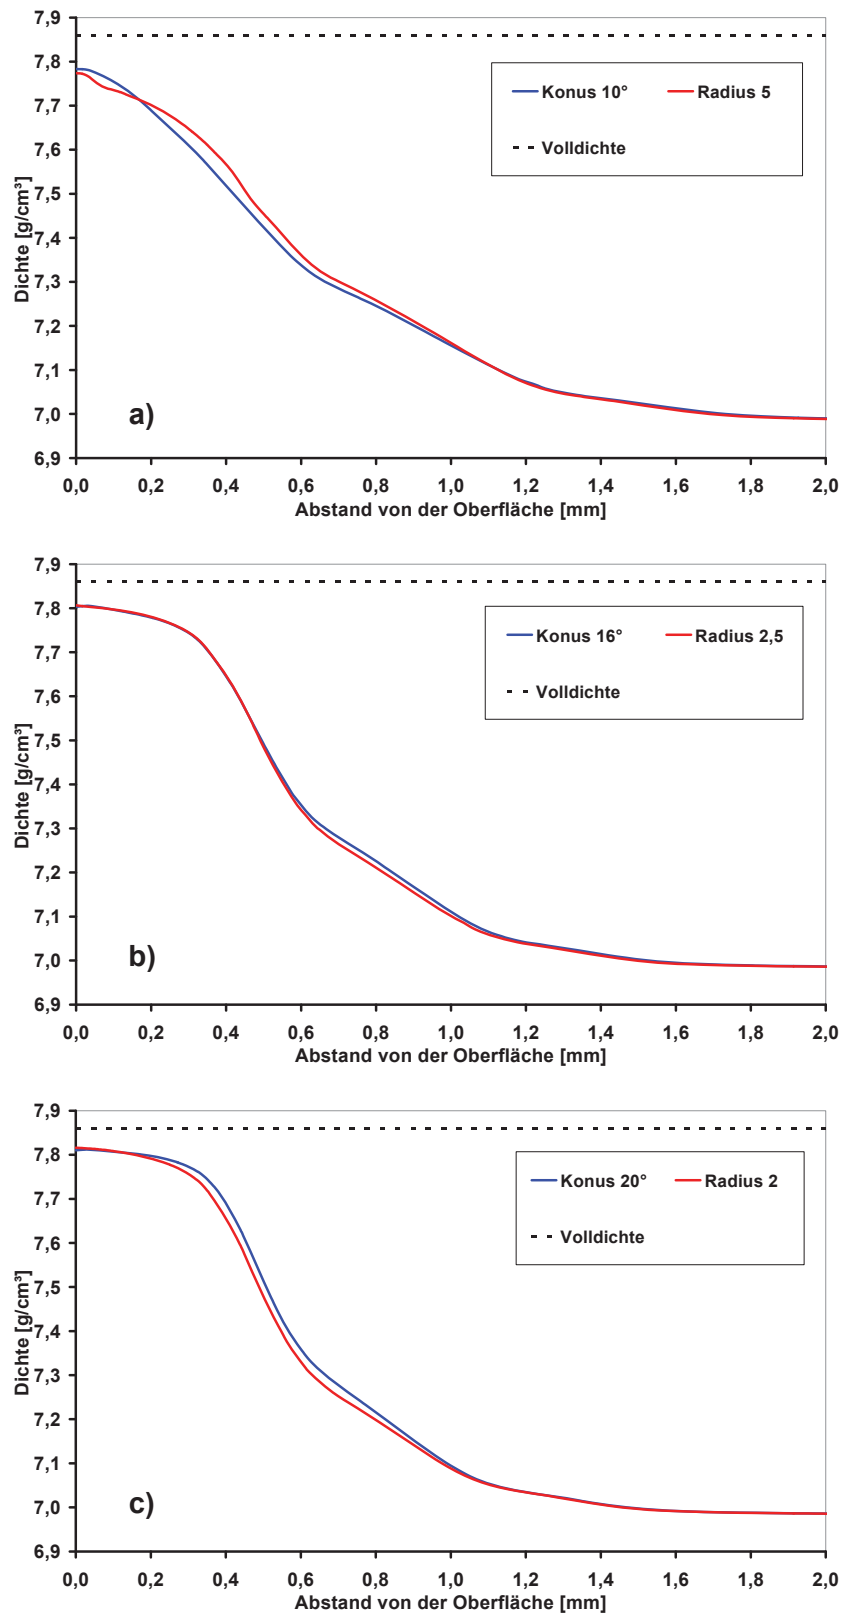 7,9
7,8
7,7
7,6
7,5
7,4
7,3
7,2
7,1
7,0
6,9
Dichte [g/cm³]
Konus 10° Radius 5
Volldichte
a)
0,0 0,2 0,4 0,6 0,8 1,0 1,2 1,4 1,6 1,8 2,0
Abstand von der Oberfläche [mm]
7,9
7,8
7,7
7,6
7,5
7,4
7,3
7,2
7,1
7,0
6,9
Dichte [g/cm³]
Konus 16° Radius 2,5
Volldichte
b)
0,0 0,2 0,4 0,6 0,8 1,0 1,2 1,4 1,6 1,8 2,0
Abstand von der Oberfläche [mm]
7,9
7,8
7,7
7,6
7,5
7,4
7,3
7,2
7,1
7,0
6,9
Dichte [g/cm³]
Konus 20° Radius 2
Volldichte
c)
0,0 0,2 0,4 0,6 0,8 1,0 1,2 1,4 1,6 1,8 2,0
Abstand von der Oberfläche [mm]